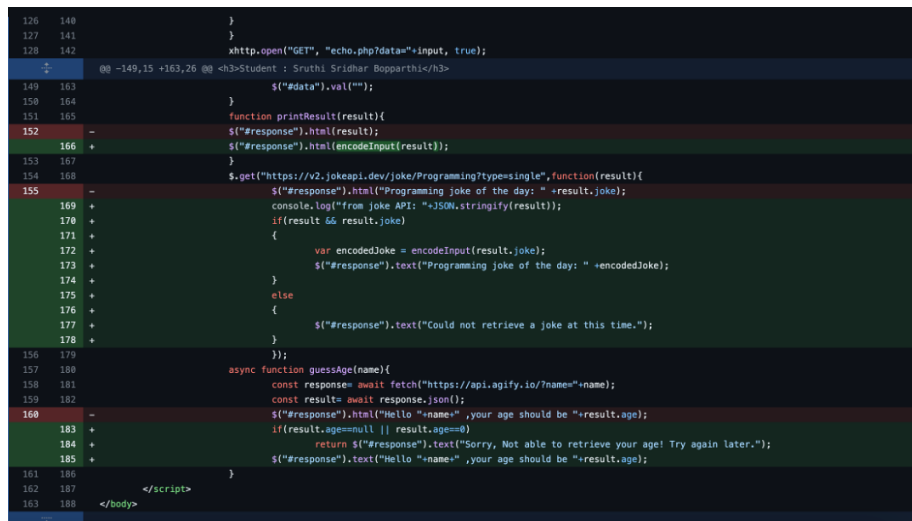 126 140 }
127 141 }
128 142 xhttp.open("GET", "echo.php?data="+input, true);
@@ -149,15 +163,26 @@ <h3>Student : Sruthi Sridhar Bopparthi</h3>
149 163 $("#data").val("");
150 164 }
151 165 function printResult(result){
152 - $("#response").html(result);
166 + $("#response").html(encodeInput(result));
153 167 }
154 168 $.get("https://v2.jokeapi.dev/joke/Programming?type=single",function(result){
155 - $("#response").html("Programming joke of the day: " +result.joke);
169 + console.log("from joke API: "+JSON.stringify(result));
170 + if(result && result.joke)
171 + {
172 + var encodedJoke = encodeInput(result.joke);
173 + $("#response").text("Programming joke of the day: " +encodedJoke);
174 + }
175 + else
176 + {
177 + $("#response").text("Could not retrieve a joke at this time.");
178 + }
156 179 });
157 180 async function guessAge(name){
158 181 const response= await fetch("https://api.agify.io/?name="+name);
159 182 const result= await response.json();
160 - $("#response").html("Hello "+name+" ,your age should be "+result.age);
183 + if(result.age==null || result.age==0)
184 + return $("#response").text("Sorry, Not able to retrieve your age! Try again later.");
185 + $("#response").text("Hello "+name+" ,your age should be "+result.age);
161 186 }
162 187 </script>
163 188 </body>